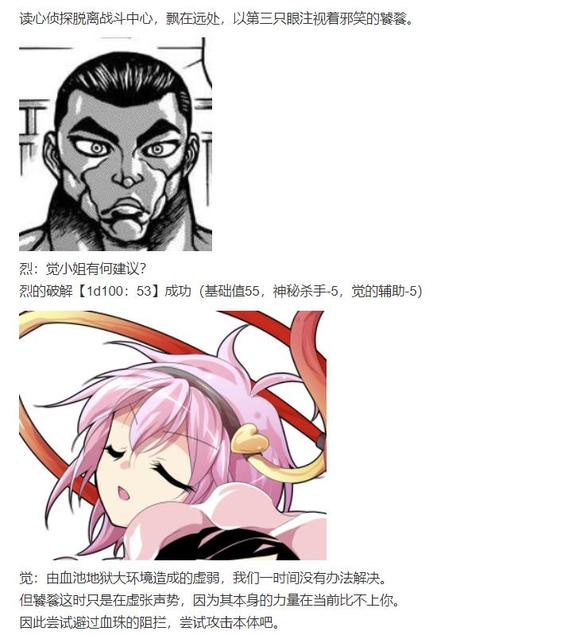 读心侦探脱离战斗中心，飘在远处，以第三只眼注视着邪笑的饕餮。
烈：觉小姐有何建议？
烈的破解【1d100：53】成功（基础值55，神秘杀手-5，觉的辅助-5）
觉：由血池地狱大环境造成的虚弱，我们一时间没有办法解决。
但饕餮这时只是在虚张声势，因为其本身的力量在当前比不上你。
因此尝试避过血珠的阻拦，尝试攻击本体吧。